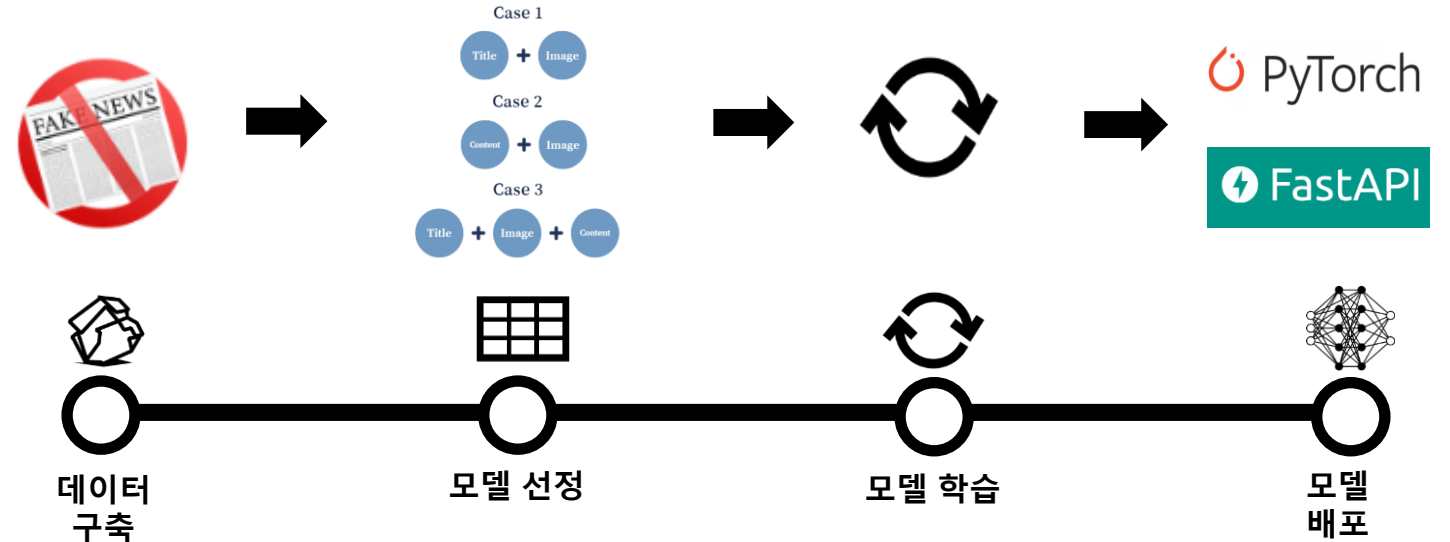 FAKE NEWS
Case 1
Title + Image
Case 2
Content + Image
Case 3
Title + Image + Content
PyTorch
FastAPI
데이터
구축
모델 선정
모델 학습
모델
배포